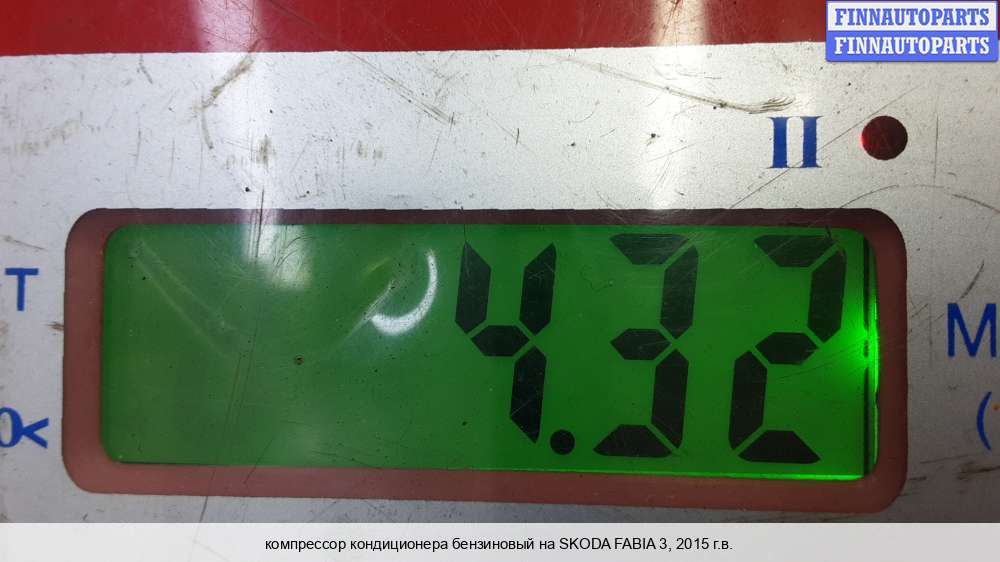 FINNAUTOPARTS
FINNAUTOPARTS
II
4.32
Т
М
(
компрессор кондиционера бензиновый на SKODA FABIA 3, 2015 г.в.